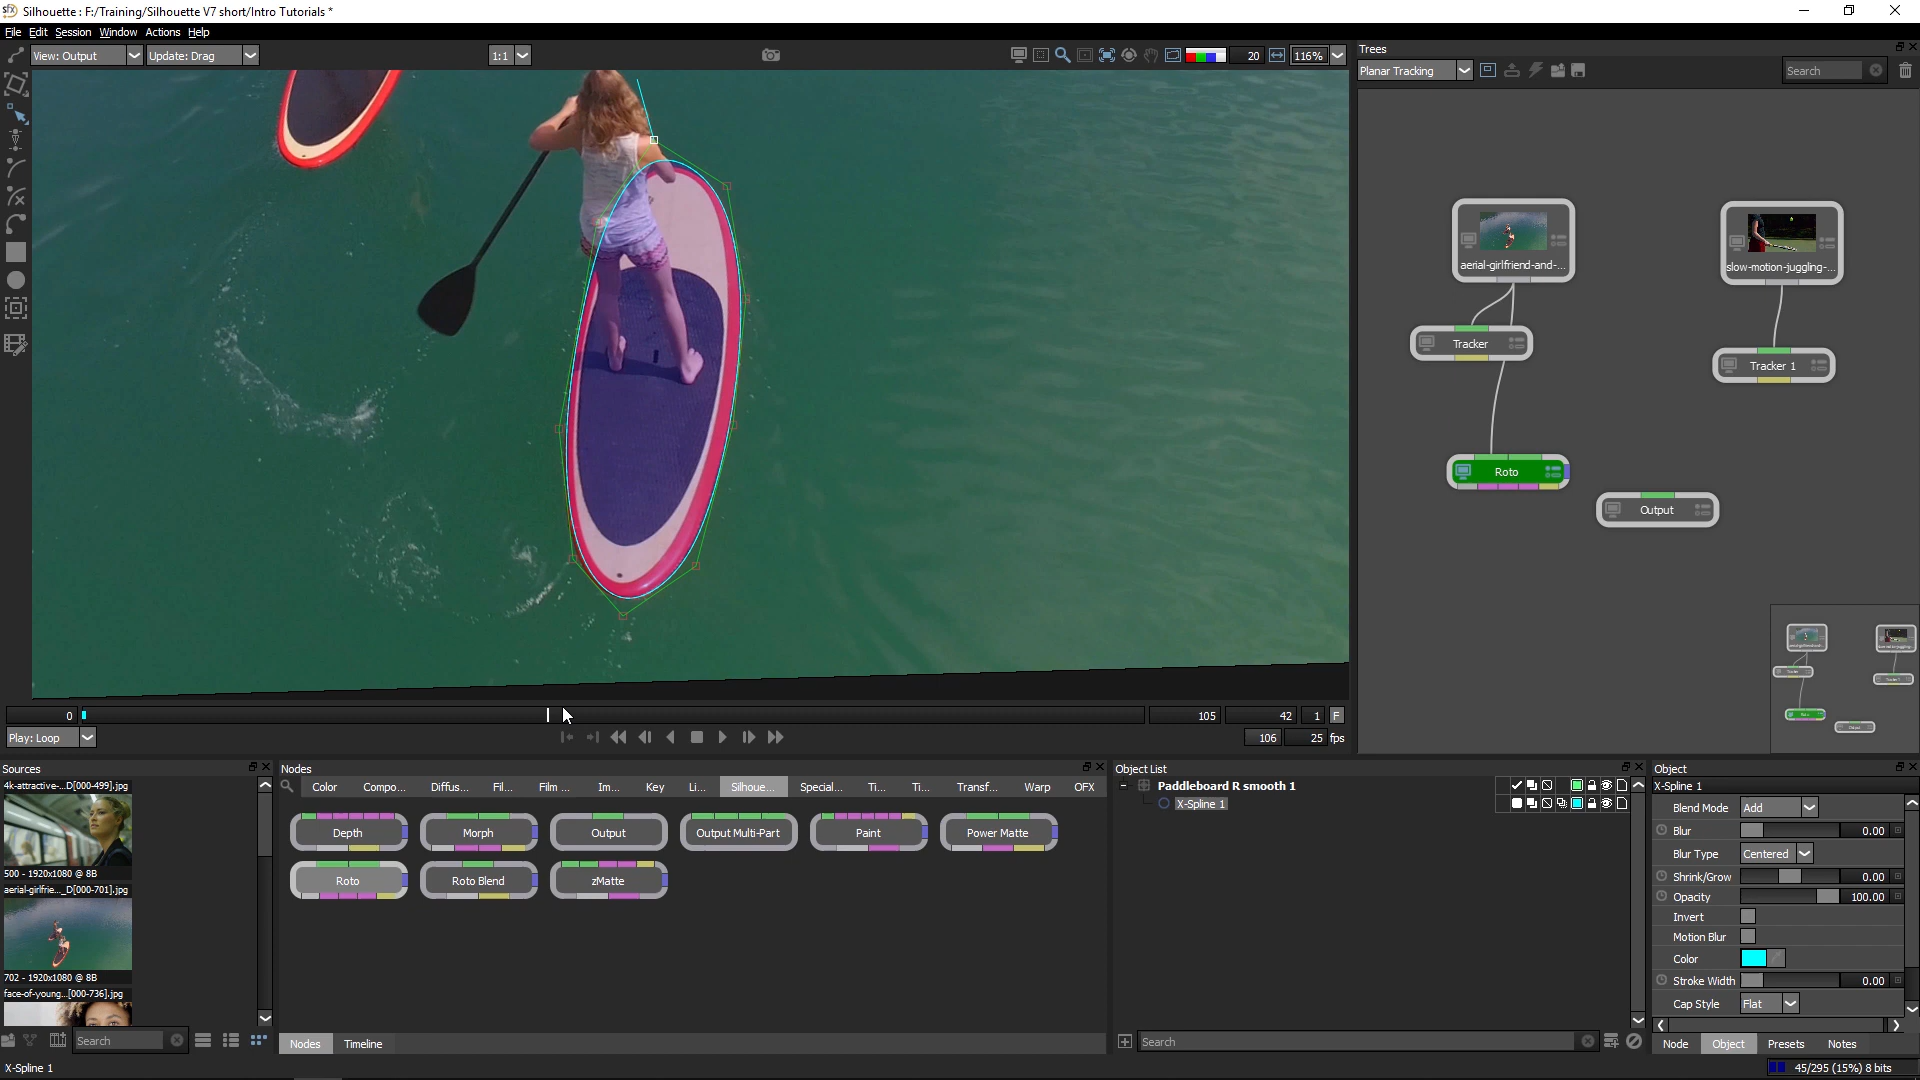 Silhouette : F:/Training/Silhouette V7 short/Intro Tutorials *
File Edit Session Window Actions Help
View: Output Update: Drag 1:1 20 116%
Trees
Planar Tracking Search
aerial-girlfriend-and-...
slow-motion-juggling-...
Tracker
Tracker 1
Roto
Output
0 105 42 1 F
Play: Loop 106 25 fps
Sources
4k-attractive-...D[000-499].jpg
500 - 1920x1080 @ 8B
aerial-girlfrie..._D[000-701].jpg
702 - 1920x1080 @ 8B
face-of-young...[000-736].jpg
Search
Nodes
Color Compo... Diffus... Fil... Film ... Im... Key Li... Silhoue... Special... Ti... Ti... Transf... Warp OFX
Depth Morph Output Output Multi-Part Paint Power Matte
Roto Roto Blend zMatte
Nodes Timeline
Object List
Paddleboard R smooth 1
X-Spline 1
Search
Object
X-Spline 1
Blend Mode Add
Blur 0.00
Blur Type Centered
Shrink/Grow 0.00
Opacity 100.00
Invert
Motion Blur
Color
Stroke Width 0.00
Cap Style Flat
Node Object Presets Notes
X-Spline 1
45/295 (15%) 8 bits